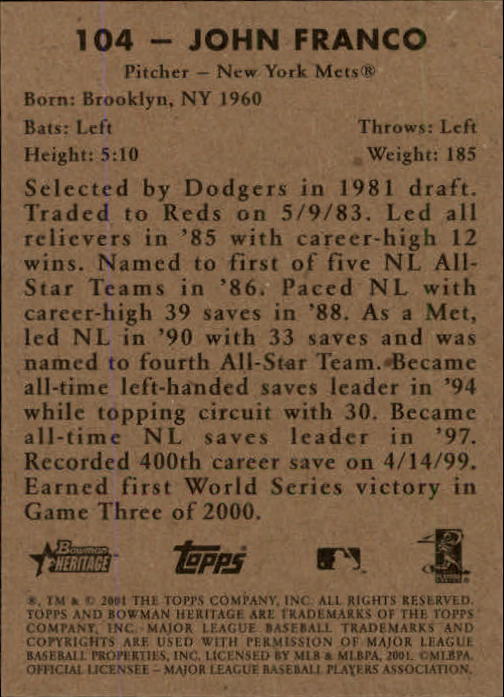 104 – JOHN FRANCO
Pitcher – New York Mets®
Born: Brooklyn, NY 1960
Bats: Left Throws: Left
Height: 5:10 Weight: 185
Selected by Dodgers in 1981 draft.
Traded to Reds on 5/9/83. Led all
relievers in '85 with career-high 12
wins. Named to first of five NL All-
Star Teams in '86. Paced NL with
career-high 39 saves in '88. As a Met,
led NL in '90 with 33 saves and was
named to fourth All-Star Team. Became
all-time left-handed saves leader in '94
while topping circuit with 30. Became
all-time NL saves leader in '97.
Recorded 400th career save on 4/14/99.
Earned first World Series victory in
Game Three of 2000.
Bowman
HERITAGE
topps
®, TM & © 2001 THE TOPPS COMPANY, INC. ALL RIGHTS RESERVED.
TOPPS AND BOWMAN HERITAGE ARE TRADEMARKS OF THE TOPPS
COMPANY, INC. MAJOR LEAGUE BASEBALL TRADEMARKS AND
COPYRIGHTS ARE USED WITH PERMISSION OF MAJOR LEAGUE
BASEBALL PROPERTIES, INC. LICENSED BY MLB & MLBPA, 2001. ©MLBPA.
OFFICIAL LICENSEE – MAJOR LEAGUE BASEBALL PLAYERS ASSOCIATION.